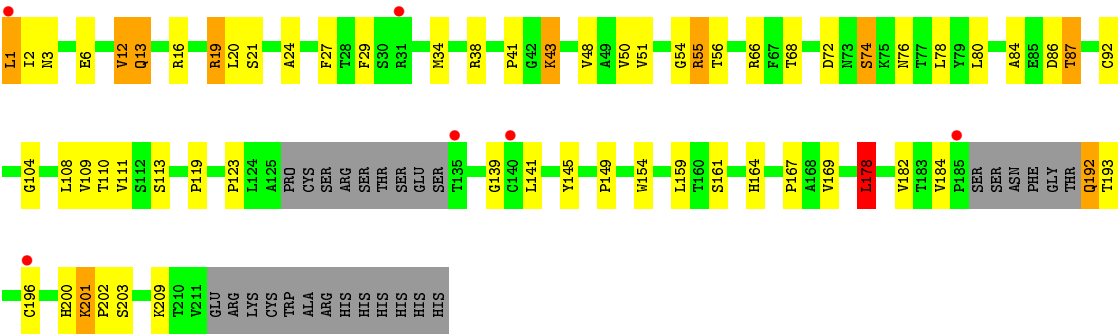 L1 I2 N3 E6 V12 Q13 R16 R19 L20 S21 A24 F27 T28 F29 S30 R31 M34 R38 P41 G42 K43 V48 A49 V50 V51 G54 R55 T56 R66 F67 T68 D72 N73 S74 K75 N76 T77 L78 Y79 L80 A84 E85 D86 T87 C92
G104 L108 V109 T110 V111 S112 S113 P119 P123 L124 A125 PRO CYS SER ARG SER THR SER GLU SER T135 G139 C140 L141 Y145 P149 W154 L159 T160 S161 H164 P167 A168 V169 L178 V182 T183 V184 P185 SER SER ASN PHE GLY THR Q192 T193
C196 H200 K201 P202 S203 K209 T210 V211 GLU ARG LYS CYS TRP ALA ARG HIS HIS HIS HIS HIS HIS